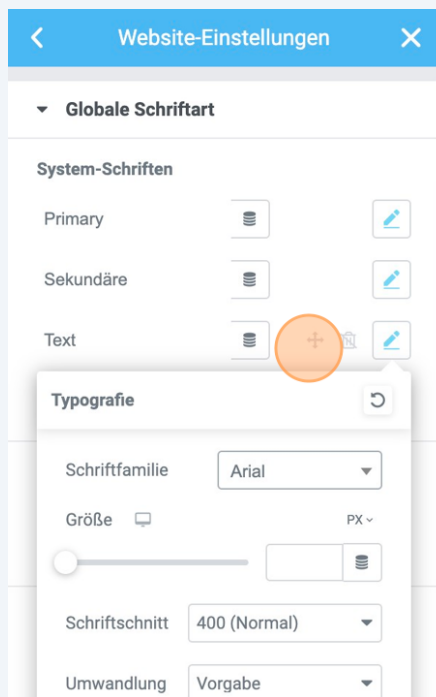 Website-Einstellungen
Globale Schriftart
System-Schriften
Primary
Sekundäre
Text
Typografie
Schriftfamilie Arial
Größe PX
Schriftschnitt 400 (Normal)
Umwandlung Vorgabe